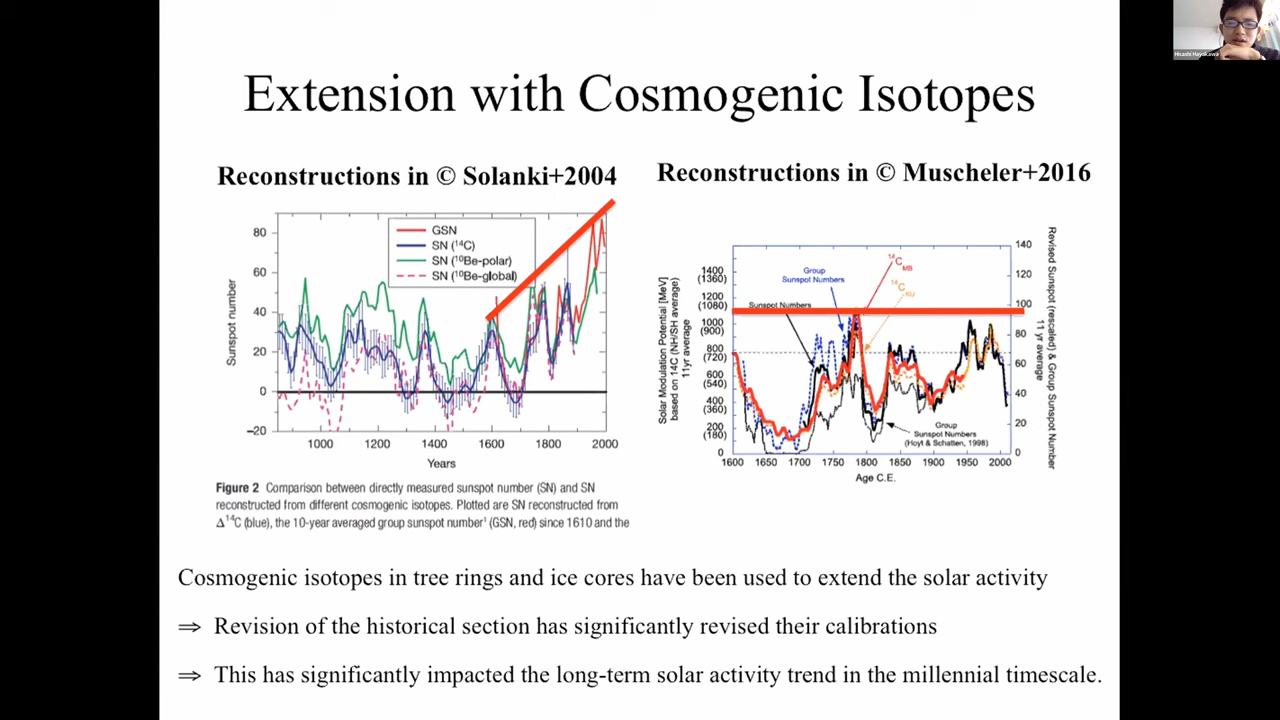 Hisashi Hayakawa
Extension with Cosmogenic Isotopes
Reconstructions in © Solanki+2004
Reconstructions in © Muscheler+2016
80
60
40
20
0
−20
Sunspot number
GSN
SN (¹⁴C)
SN (¹⁰Be-polar)
SN (¹⁰Be-global)
1000 1200 1400 1600 1800 2000
Years
Figure 2 Comparison between directly measured sunspot number (SN) and SN
reconstructed from different cosmogenic isotopes. Plotted are SN reconstructed from
Δ¹⁴C (blue), the 10-year averaged group sunspot number¹ (GSN, red) since 1610 and the
Solar Modulation Potential [MeV]
based on 14C (NH/SH average)
11yr average
1400
(1360)
1200
(1080)
1000
(900)
800
(720)
600
(540)
400
(360)
200
(180)
0
Group
Sunspot Numbers
Sunspot Numbers
¹⁴C MB
¹⁴C KU
Group
Sunspot Numbers
(Hoyt & Schatten, 1998)
140
120
100
80
60
40
20
0
Revised Sunspot (rescaled) & Group Sunspot Number
11 yr average
1600 1650 1700 1750 1800 1850 1900 1950 2000
Age C.E.
Cosmogenic isotopes in tree rings and ice cores have been used to extend the solar activity
⇒ Revision of the historical section has significantly revised their calibrations
⇒ This has significantly impacted the long-term solar activity trend in the millennial timescale.